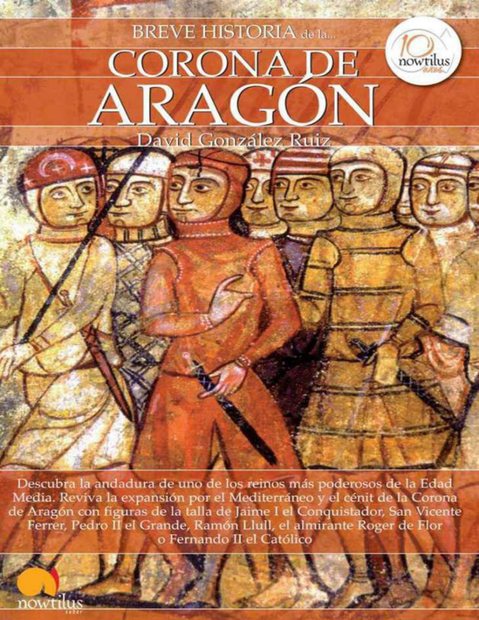 BREVE HISTORIA de la...
CORONA DE
ARAGÓN
David González Ruiz
10
nowtilus
Descubra la andadura de uno de los reinos más poderosos de la Edad
Media. Reviva la expansión por el Mediterráneo y el cénit de la Corona
de Aragón con figuras de la talla de Jaime I el Conquistador, San Vicente
Ferrer, Pedro II el Grande, Ramón Llull, el almirante Roger de Flor
o Fernando II el Católico
nowtilus
saber